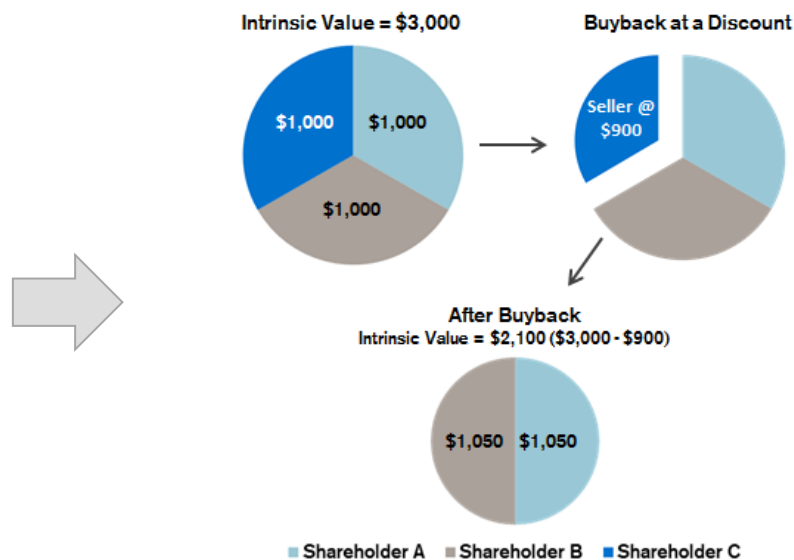 Intrinsic Value = $3,000
Buyback at a Discount
$1,000
$1,000
$1,000
Seller @
$900
After Buyback
Intrinsic Value = $2,100 ($3,000 - $900)
$1,050
$1,050
Shareholder A
Shareholder B
Shareholder C